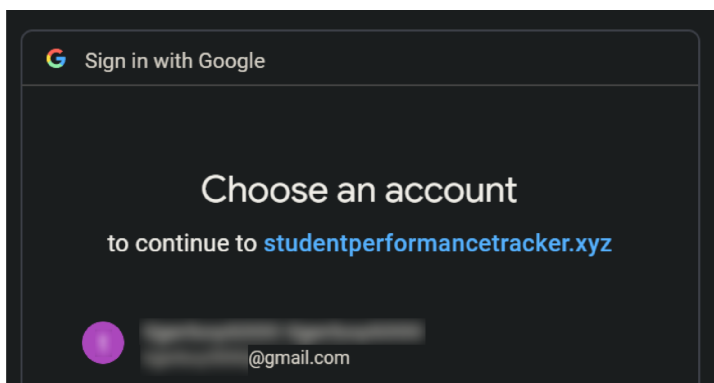 Sign in with Google
Choose an account
to continue to studentperformancetracker.xyz
@gmail.com